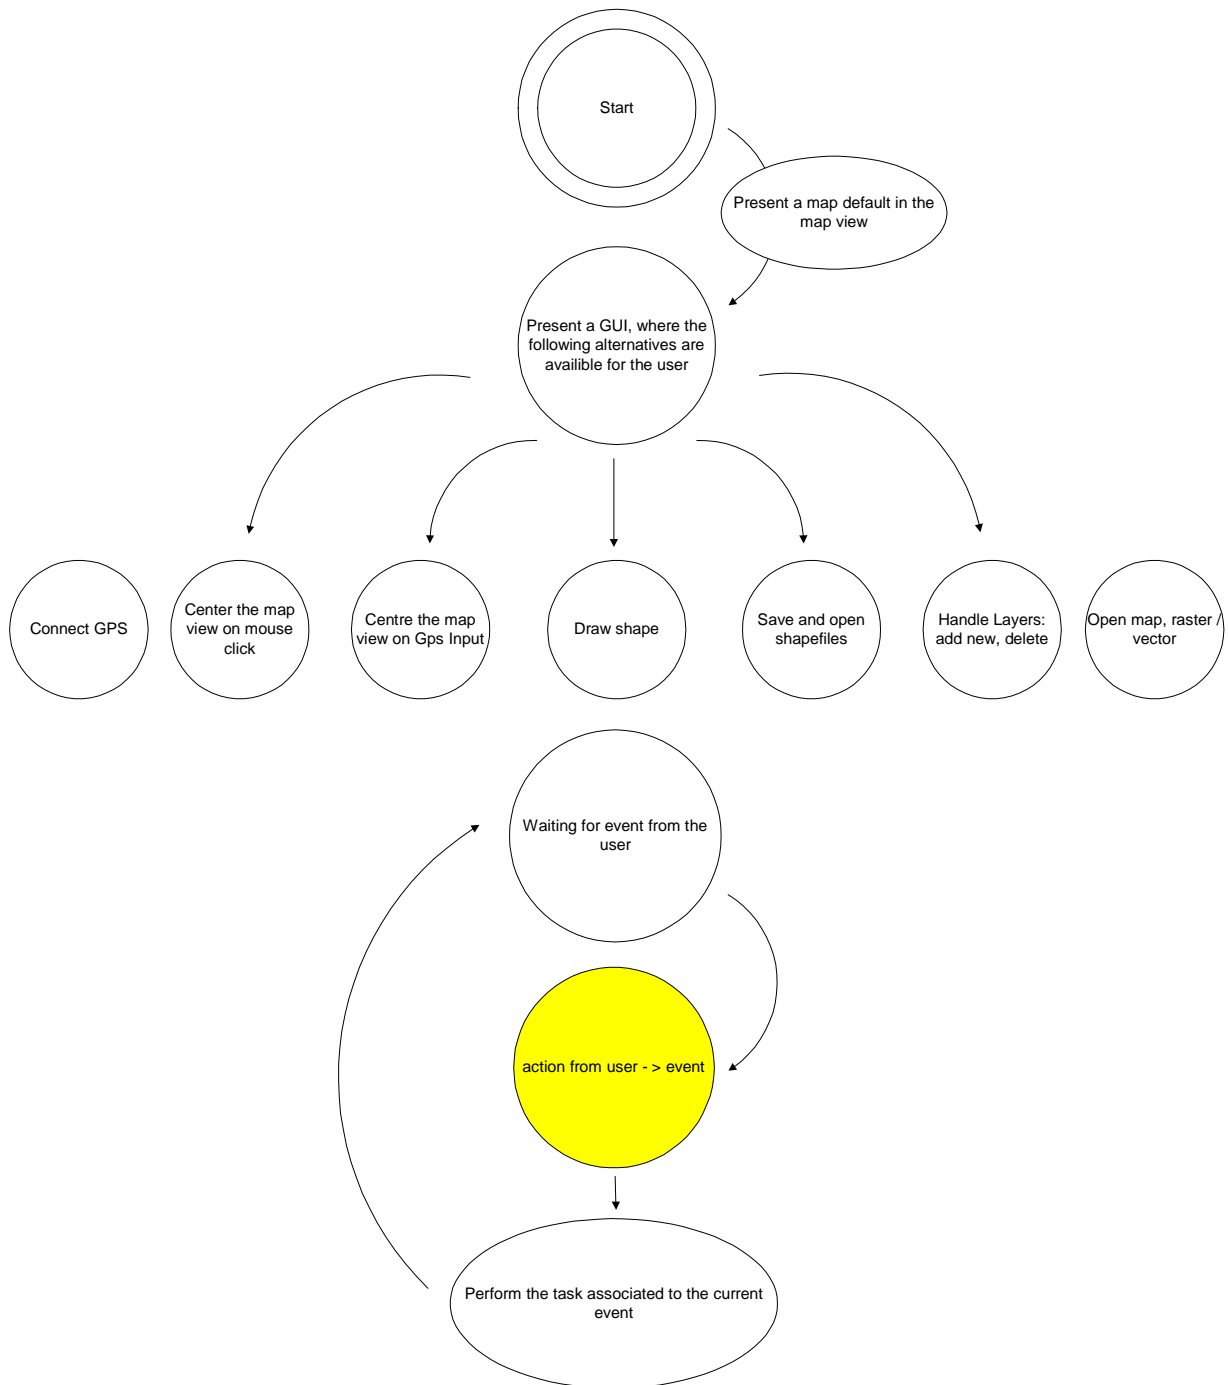 Start
Present a map default in the
map view
Present a GUI, where the
following alternatives are
availible for the user
Connect GPS
Center the map
view on mouse
click
Centre the map
view on Gps Input
Draw shape
Save and open
shapefiles
Handle Layers:
add new, delete
Open map, raster /
vector
Waiting for event from the
user
action from user - > event
Perform the task associated to the current
event